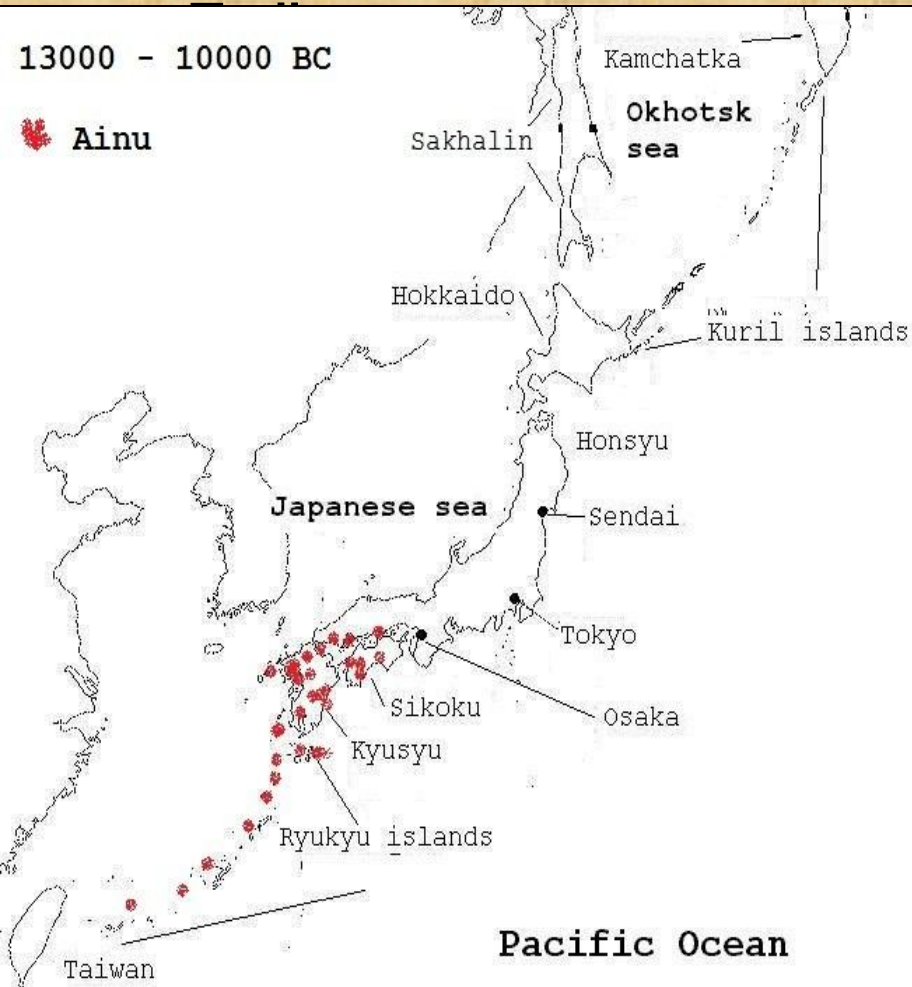 13000 - 10000 BC
Ainu
Kamchatka
Okhotsk
sea
Sakhalin
Hokkaido
Kuril islands
Honsyu
Japanese sea
Sendai
Tokyo
Sikoku
Osaka
Kyusyu
Ryukyu islands
Pacific Ocean
Taiwan